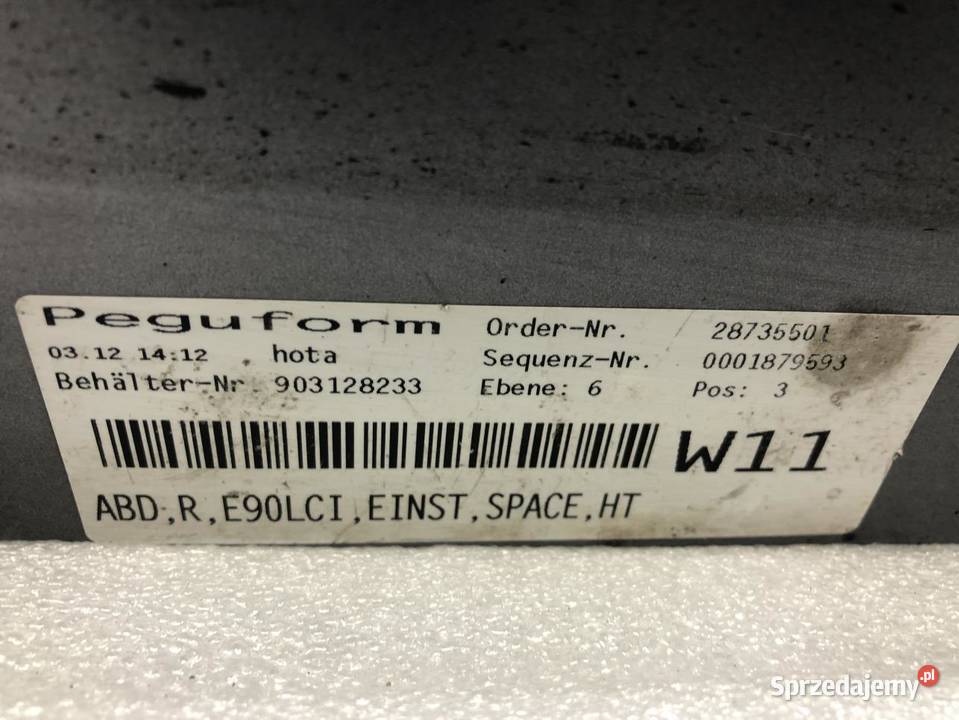 Peguform Order-Nr. 28735501
03.12 14:12 hota Sequenz-Nr. 0001879593
Behälter-Nr. 903128233 Ebene: 6 Pos: 3
W11
ABD,R,E90LCI,EINST,SPACE,HT
Sprzedajemy.pl